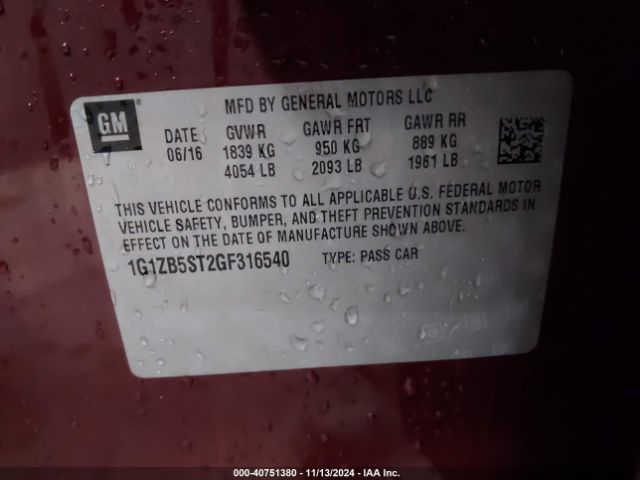 MFD BY GENERAL MOTORS LLC
GM
DATE GVWR GAWR FRT GAWR RR
06/16 1839 KG 950 KG 889 KG
4054 LB 2093 LB 1961 LB
THIS VEHICLE CONFORMS TO ALL APPLICABLE U.S. FEDERAL MOTOR
VEHICLE SAFETY, BUMPER, AND THEFT PREVENTION STANDARDS IN
EFFECT ON THE DATE OF MANUFACTURE SHOWN ABOVE.
1G1ZB5ST2GF316540 TYPE: PASS CAR
000-40751380 - 11/13/2024 - IAA Inc.